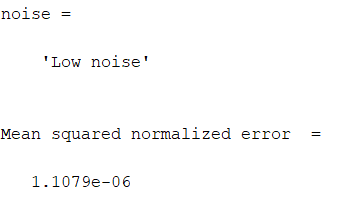 noise =
'Low noise'
Mean squared normalized error =
1.1079e-06